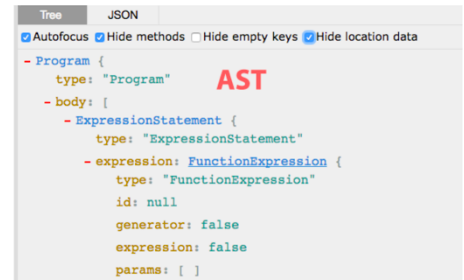 Tree JSON
Autofocus Hide methods Hide empty keys Hide location data
- Program {
type: "Program"
AST
- body: [
- ExpressionStatement {
type: "ExpressionStatement"
- expression: FunctionExpression {
type: "FunctionExpression"
id: null
generator: false
expression: false
params: [ ]